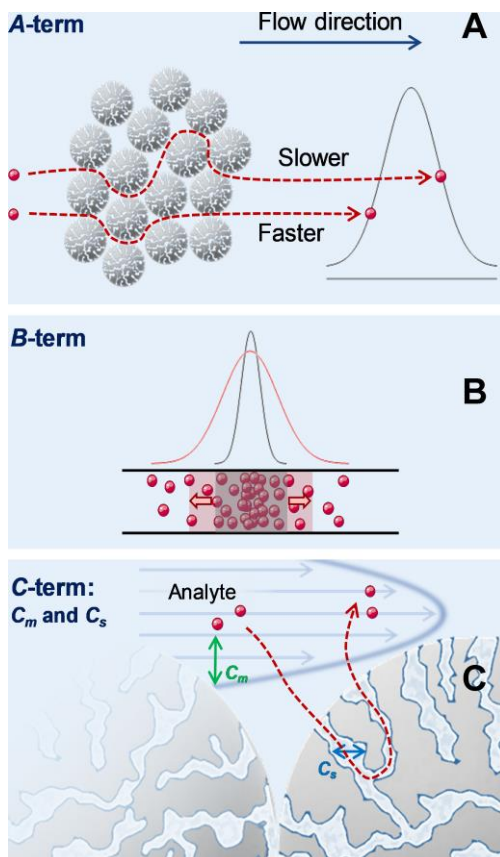 A-term
Flow direction
A
Slower
Faster
B-term
B
C-term:
Cm and Cs
Analyte
Cm
C
Cs